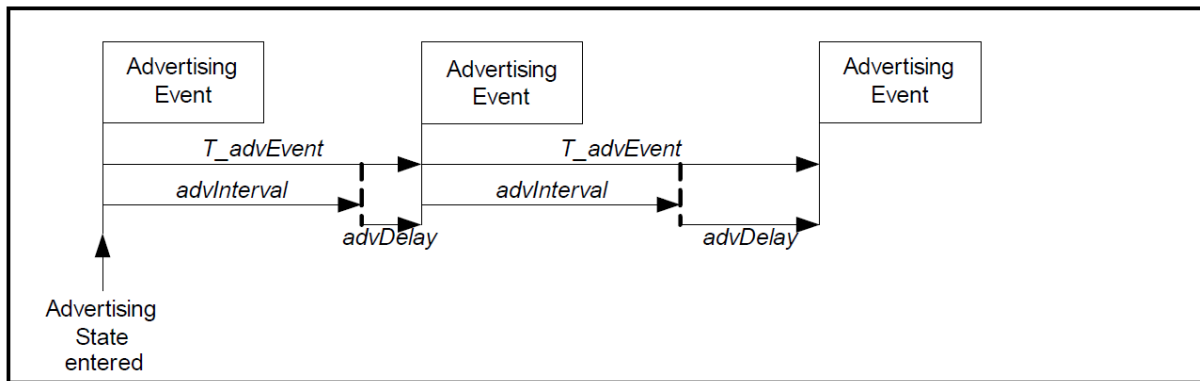 Advertising
Event
Advertising
Event
Advertising
Event
T_advEvent
T_advEvent
advInterval
advInterval
advDelay
advDelay
Advertising
State
entered